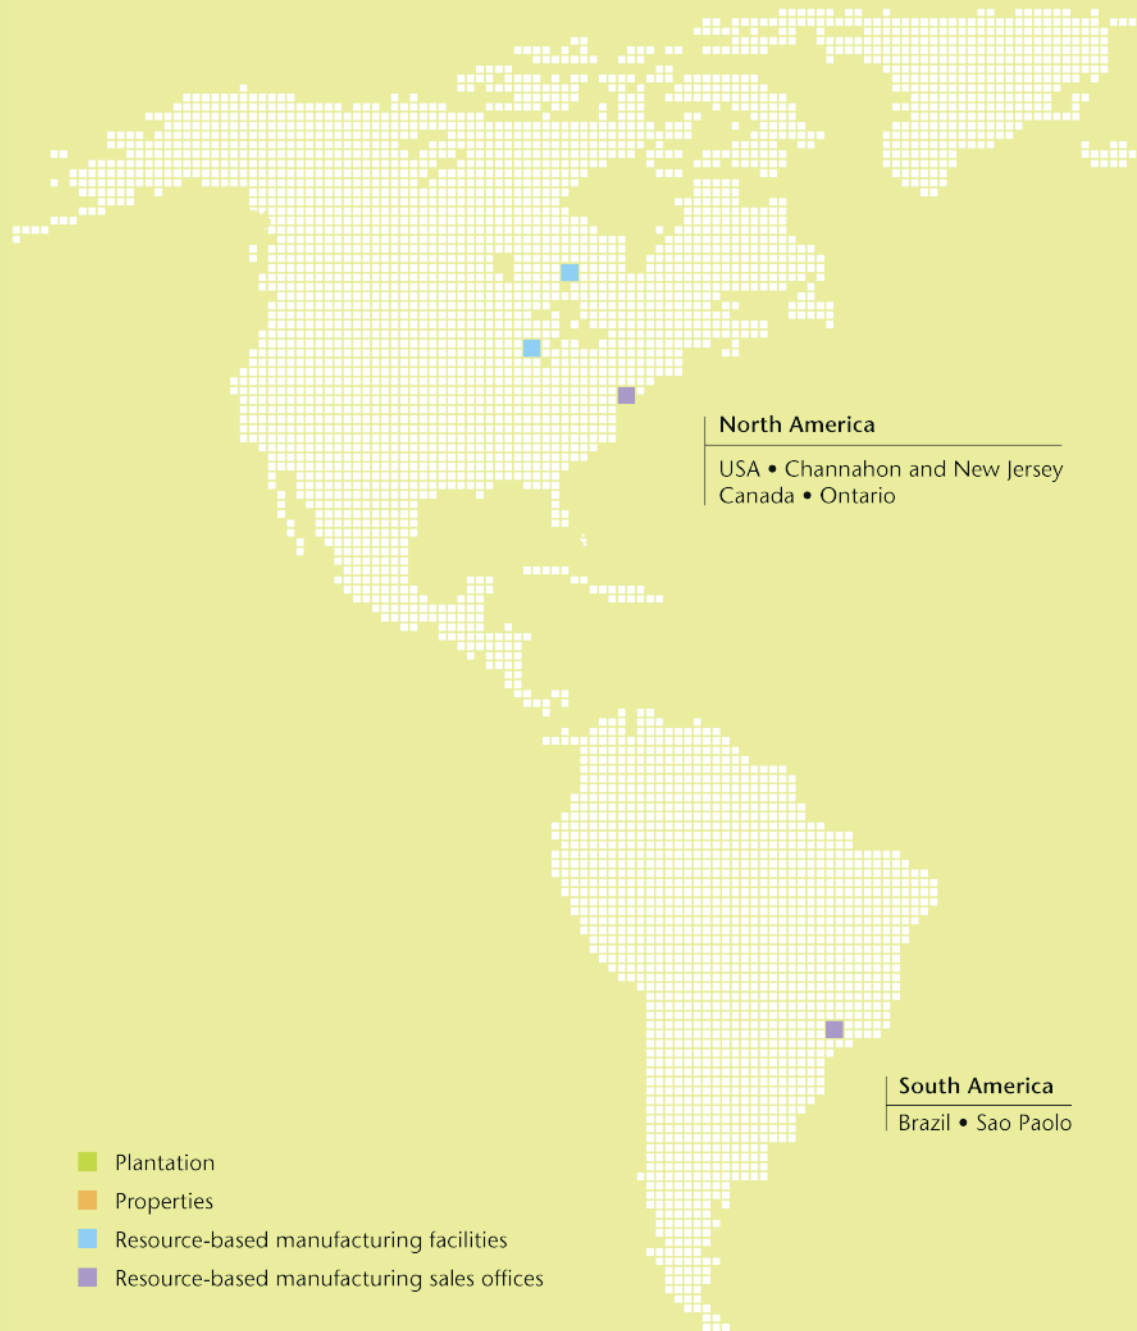 North America
USA • Channahon and New Jersey
Canada • Ontario
South America
Brazil • Sao Paolo
Plantation
Properties
Resource-based manufacturing facilities
Resource-based manufacturing sales offices